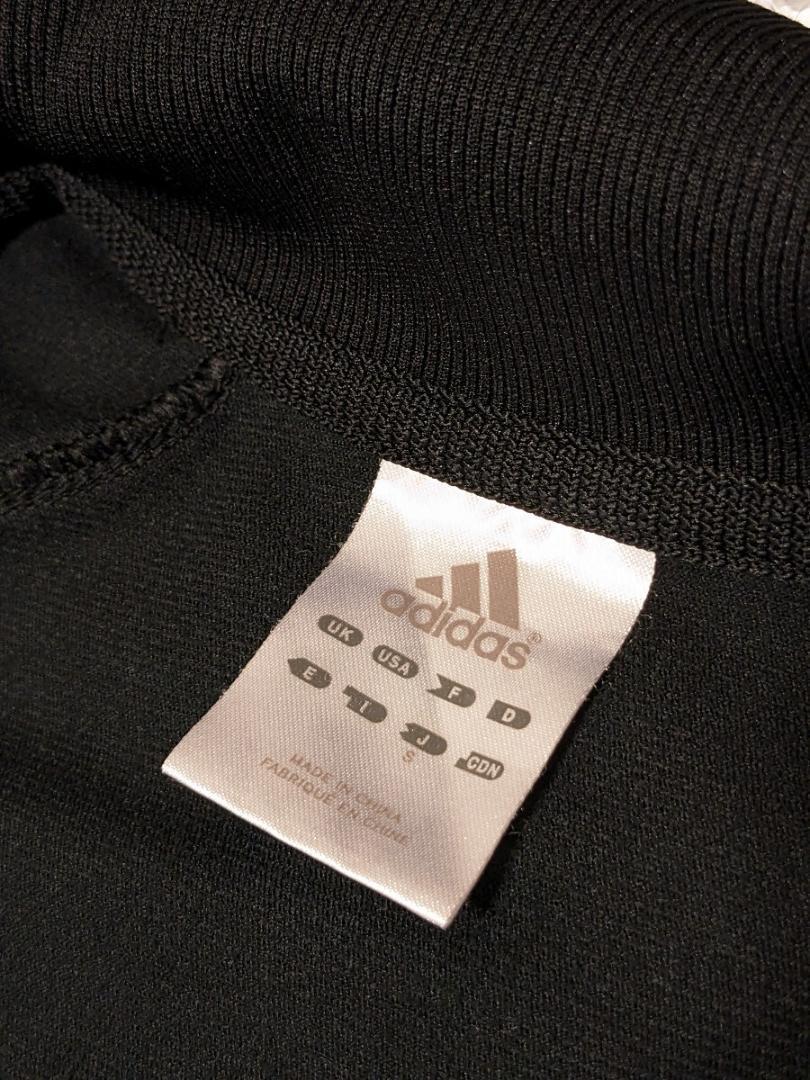 adidas®
UK USA F D
E I J CDN
S
MADE IN CHINA
FABRIQUE EN CHINE